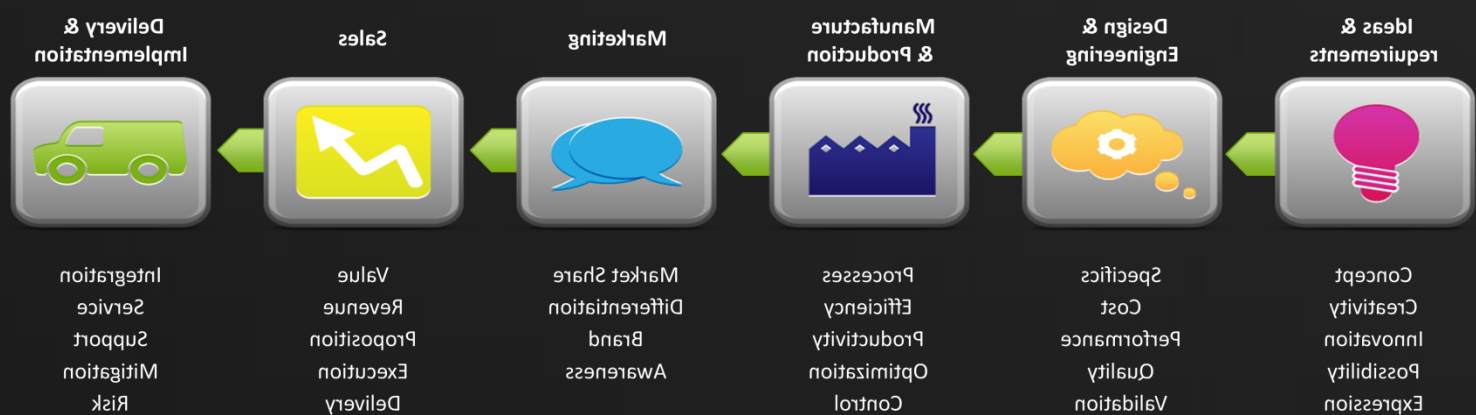 Ideas &
requirements
Concept
Creativity
Innovation
Possibility
Expression
Design &
Engineering
Specifics
Cost
Performance
Quality
Validation
Manufacture
& Production
Processes
Efficiency
Productivity
Optimization
Control
Marketing
Market Share
Differentiation
Brand
Awareness
Sales
Value
Revenue
Proposition
Execution
Delivery
Delivery &
Implementation
Integration
Service
Support
Mitigation
Risk